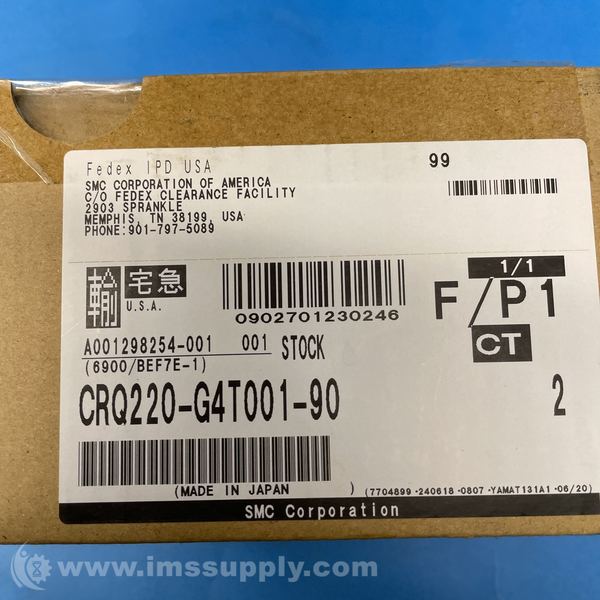 Fedex IPD USA
99
SMC CORPORATION OF AMERICA
C/O FEDEX CLEARANCE FACILITY
2903 SPRANKLE
MEMPHIS, TN 38199, USA
PHONE:901-797-5089
輸 宅急
U.S.A.
0902701230246
1/1
F/P1
CT
A001298254-001 001 STOCK
(6900/BEF7E-1)
CRQ220-G4T001-90 2
(MADE IN JAPAN ) (7704899 -240618 -0807 -YAMAT131A1 -06/20)
SMC Corporation
www.imssupply.com